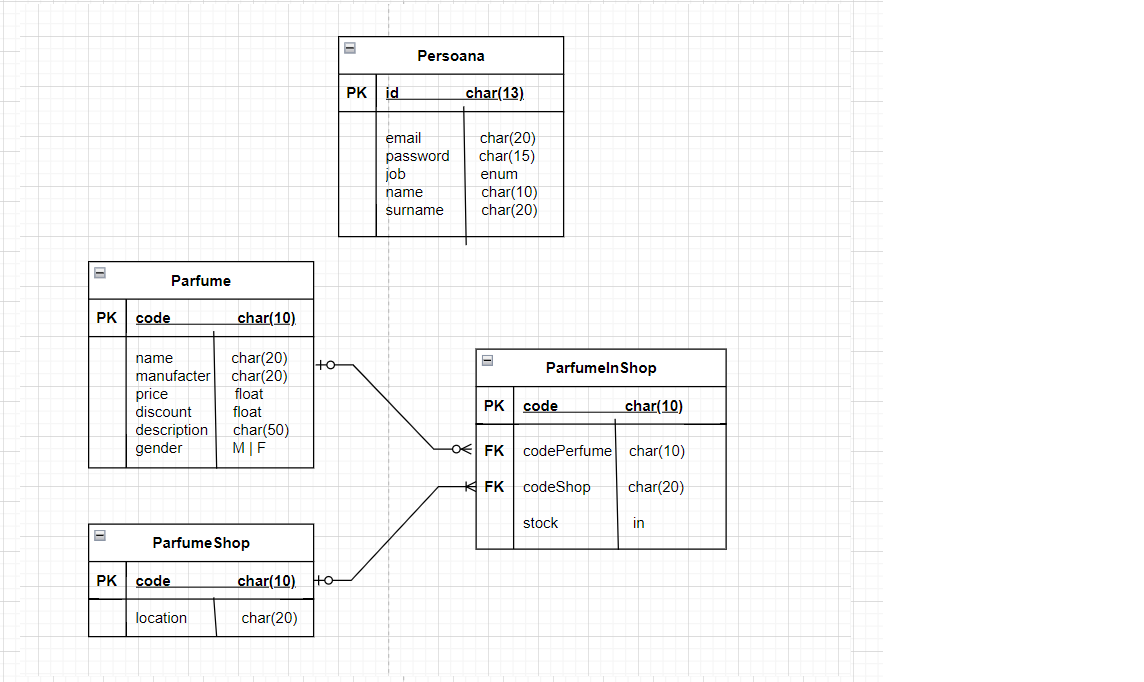 Persoana
PK id char(13)
email char(20)
password char(15)
job enum
name char(10)
surname char(20)
Parfume
PK code char(10)
name char(20)
manufacter char(20)
price float
discount float
description char(50)
gender M | F
ParfumeInShop
PK code char(10)
FK codePerfume char(10)
FK codeShop char(20)
stock in
ParfumeShop
PK code char(10)
location char(20)